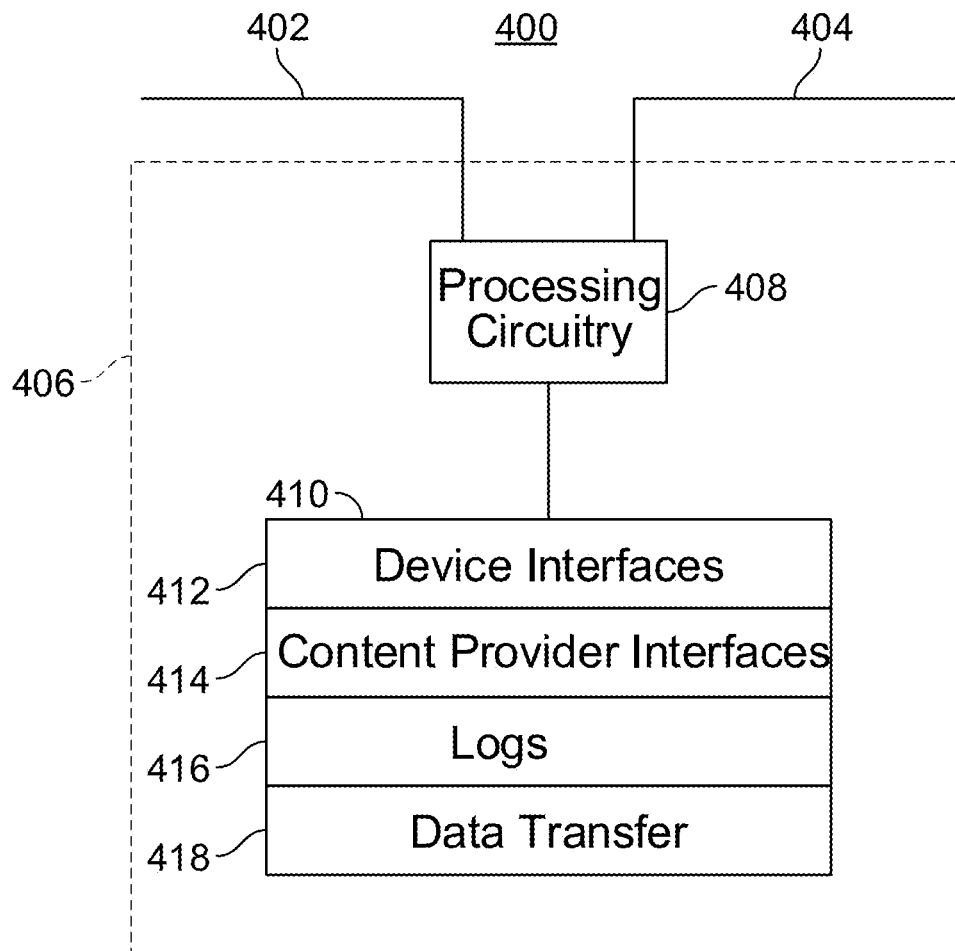 402
400
404
Processing
Circuitry
408
406
410
Device Interfaces
412
Content Provider Interfaces
414
Logs
416
Data Transfer
418